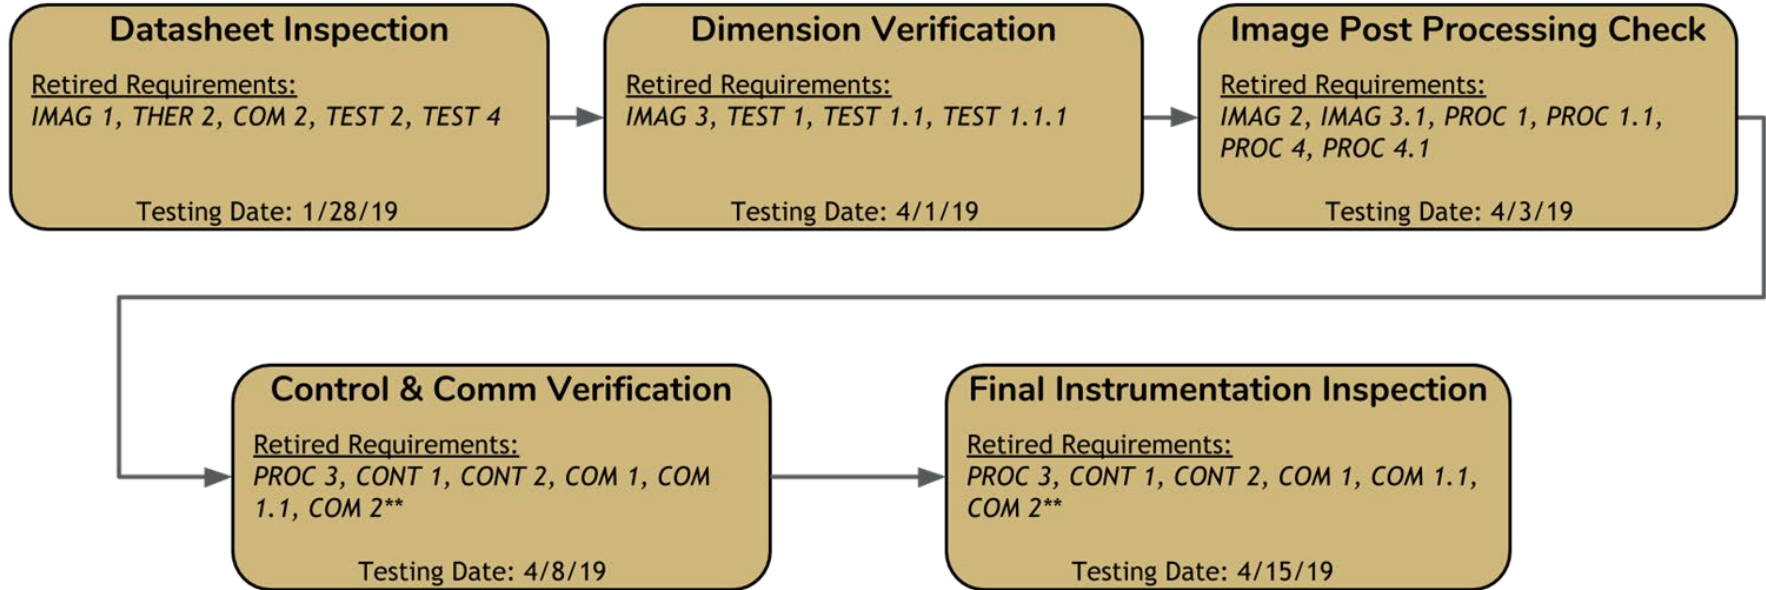 Datasheet Inspection
Retired Requirements:
IMAG 1, THER 2, COM 2, TEST 2, TEST 4
Testing Date: 1/28/19
Dimension Verification
Retired Requirements:
IMAG 3, TEST 1, TEST 1.1, TEST 1.1.1
Testing Date: 4/1/19
Image Post Processing Check
Retired Requirements:
IMAG 2, IMAG 3.1, PROC 1, PROC 1.1,
PROC 4, PROC 4.1
Testing Date: 4/3/19
Control & Comm Verification
Retired Requirements:
PROC 3, CONT 1, CONT 2, COM 1, COM
1.1, COM 2**
Testing Date: 4/8/19
Final Instrumentation Inspection
Retired Requirements:
PROC 3, CONT 1, CONT 2, COM 1, COM 1.1,
COM 2**
Testing Date: 4/15/19